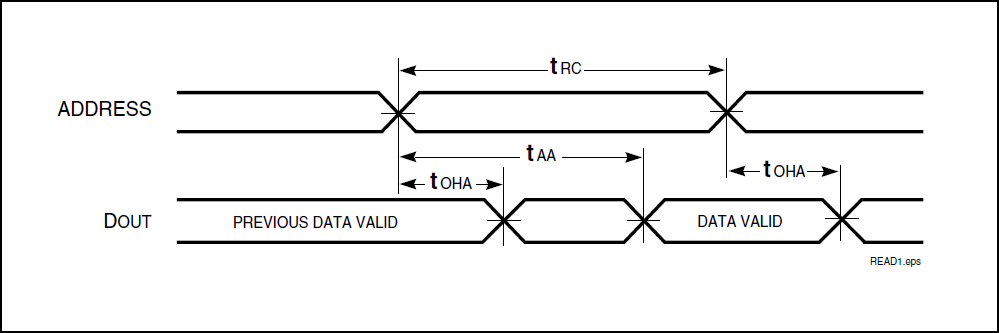 tRC
ADDRESS
tAA
tOHA
tOHA
DOUT
PREVIOUS DATA VALID
DATA VALID
READ1.eps